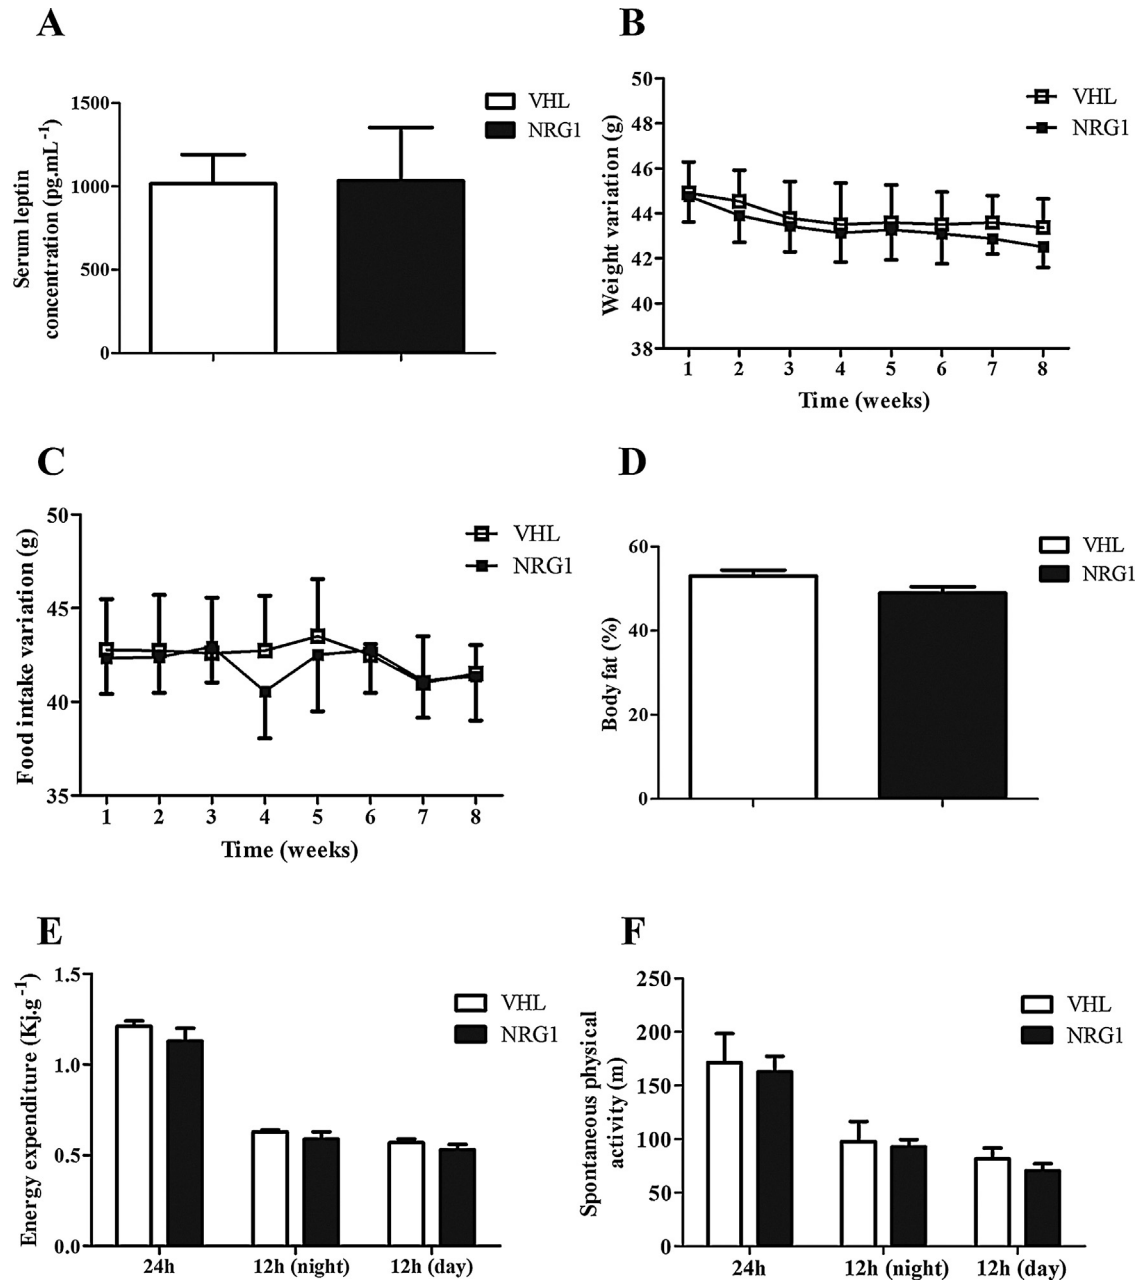 A
Serum leptin
concentration (pg.mL⁻¹)
1500
1000
500
0
VHL
NRG1
B
Weight variation (g)
50
48
46
44
42
40
38
VHL
NRG1
1 2 3 4 5 6 7 8
Time (weeks)
C
Food intake variation (g)
50
45
40
35
VHL
NRG1
1 2 3 4 5 6 7 8
Time (weeks)
D
Body fat (%)
60
40
20
0
VHL
NRG1
E
Energy expenditure (Kj.g⁻¹)
1.5
1.0
0.5
0.0
VHL
NRG1
24h 12h (night) 12h (day)
F
Spontaneous physical
activity (m)
250
200
150
100
50
0
VHL
NRG1
24h 12h (night) 12h (day)